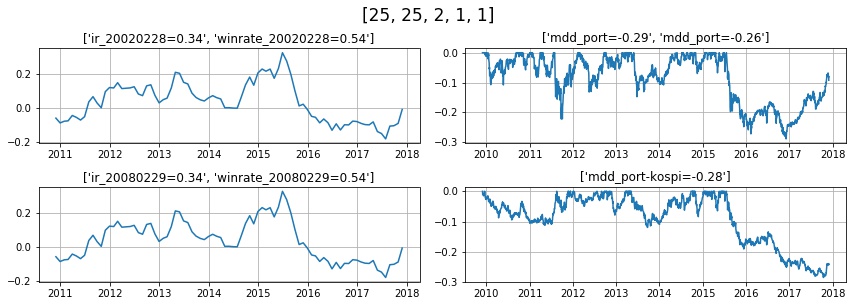 [25, 25, 2, 1, 1]
['ir_20020228=0.34', 'winrate_20020228=0.54']
0.2
0.0
−0.2
2011 2012 2013 2014 2015 2016 2017 2018
['mdd_port=-0.29', 'mdd_port=-0.26']
0.0
−0.1
−0.2
−0.3
2010 2011 2012 2013 2014 2015 2016 2017 2018
['ir_20080229=0.34', 'winrate_20080229=0.54']
0.2
0.0
−0.2
2011 2012 2013 2014 2015 2016 2017 2018
['mdd_port-kospi=-0.28']
0.0
−0.1
−0.2
−0.3
2010 2011 2012 2013 2014 2015 2016 2017 2018